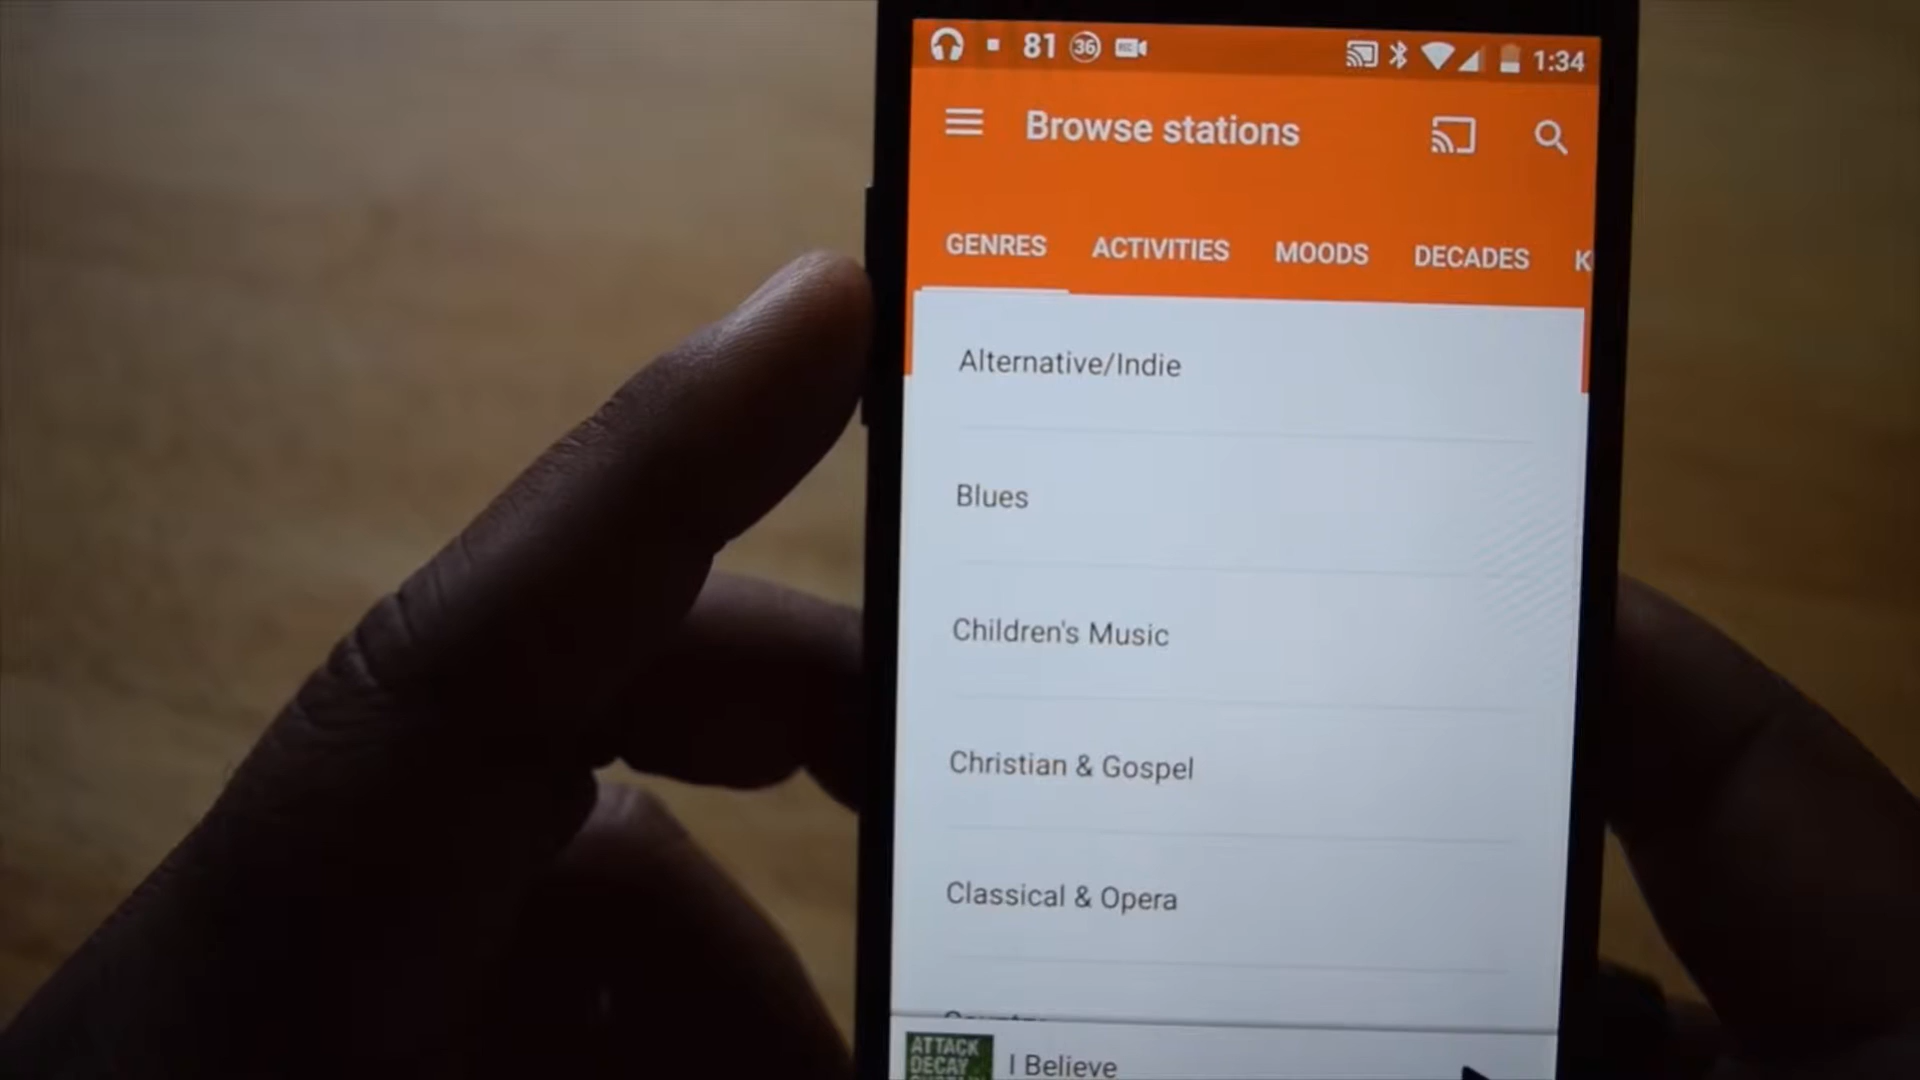 81 36 REC 1:34
Browse stations
GENRES ACTIVITIES MOODS DECADES K
Alternative/Indie
Blues
Children's Music
Christian & Gospel
Classical & Opera
ATTACK
DECAY
I Believe